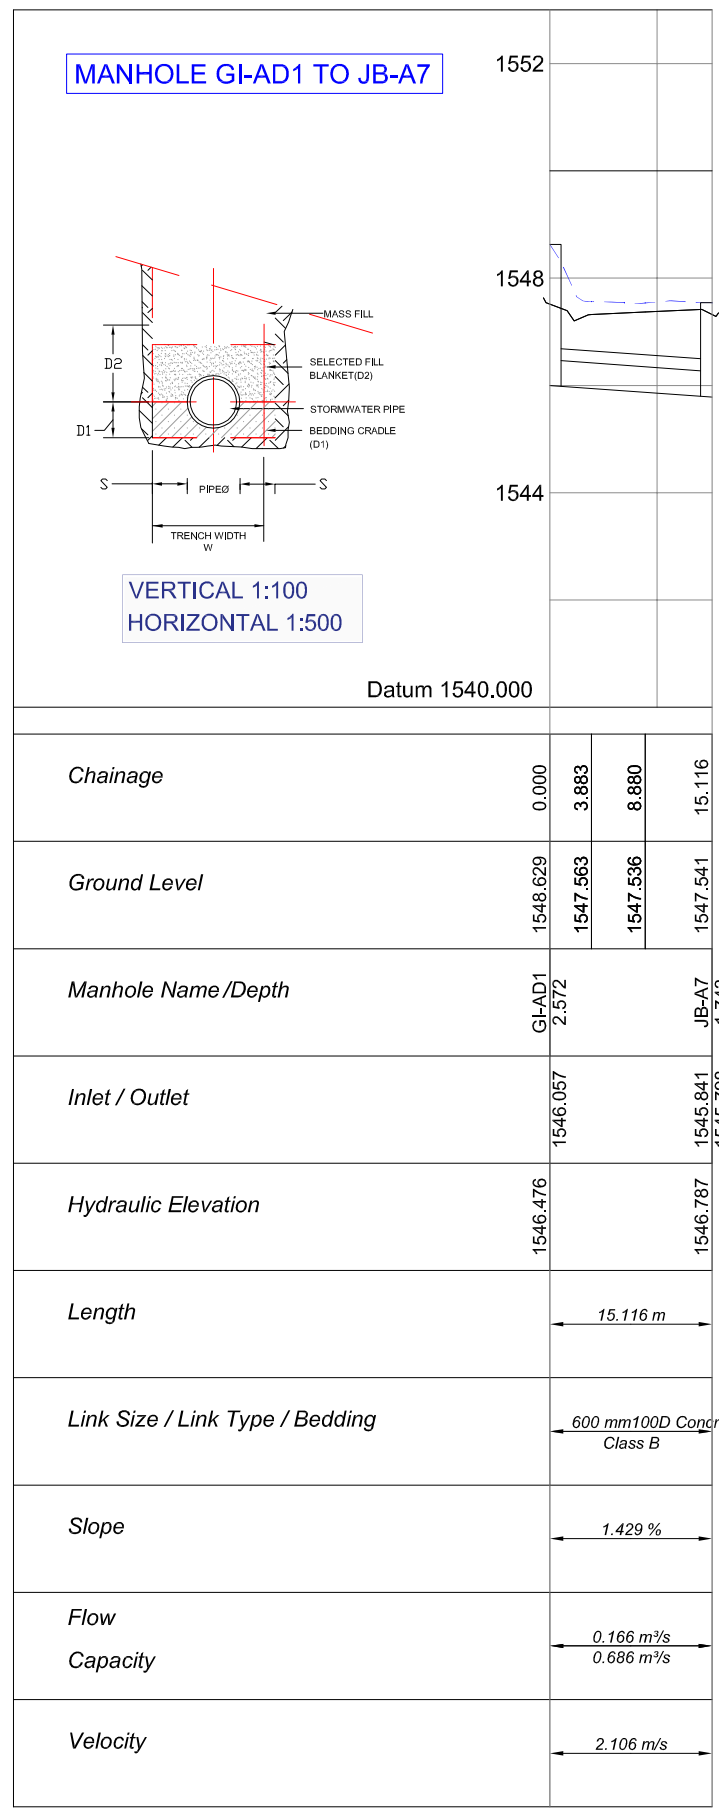 MANHOLE GI-AD1 TO JB-A7
1552
1548
1544
MASS FILL
D2
SELECTED FILL
BLANKET(D2)
STORMWATER PIPE
D1
BEDDING CRADLE
(D1)
S
PIPEØ
S
TRENCH WIDTH
W
VERTICAL 1:100
HORIZONTAL 1:500
Datum 1540.000
Chainage
0.000
3.883
8.880
15.116
Ground Level
1548.629
1547.563
1547.536
1547.541
Manhole Name/Depth
GI-AD1
2.572
JB-A7
Inlet / Outlet
1546.057
1545.841
Hydraulic Elevation
1546.476
1546.787
Length
15.116 m
Link Size / Link Type / Bedding
600 mm100D Concr
Class B
Slope
1.429 %
Flow
0.166 m³/s
Capacity
0.686 m³/s
Velocity
2.106 m/s